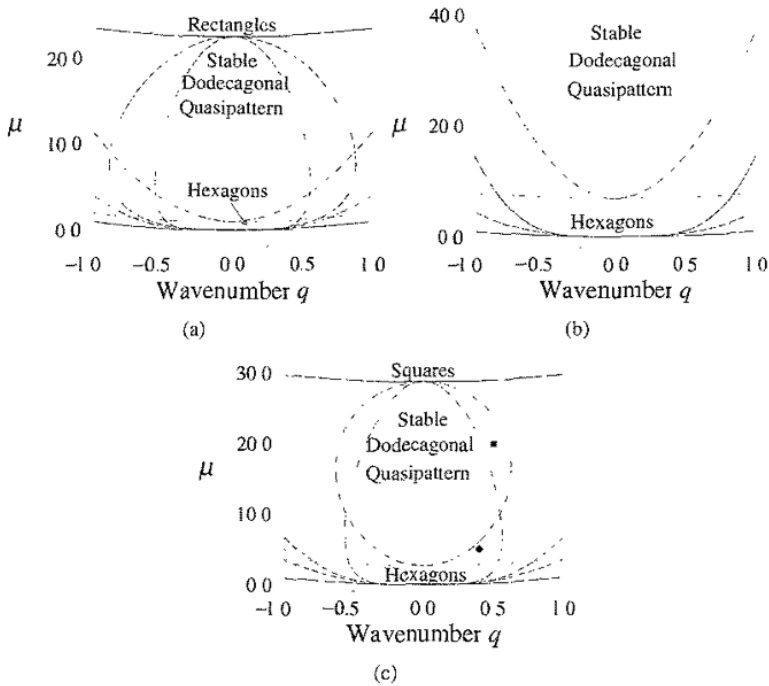 Rectangles
Stable
Dodecagonal
Quasipattern
Hexagons
μ
20 0
10 0
0 0
−1 0 −0.5 0 0 0.5 1 0
Wavenumber q
(a)
40 0
20 0
0 0
μ
Stable
Dodecagonal
Quasipattern
Hexagons
−1 0 −0.5 0 0 0 5 1 0
Wavenumber q
(b)
30 0
20 0
10 0
0 0
μ
Squares
Stable
Dodecagonal
Quasipattern
Hexagons
−1 0 −0.5 0 0 0 5 1 0
Wavenumber q
(c)